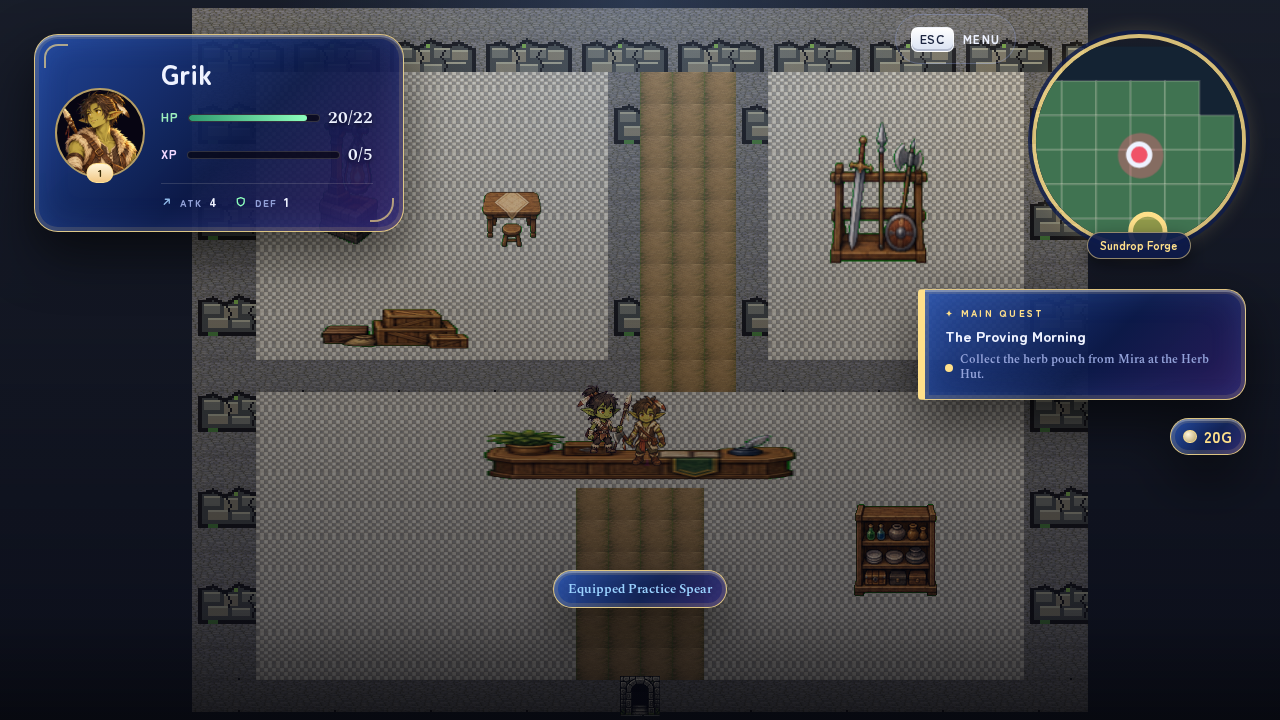 Grik
HP 20/22
XP 0/5
1
ATK 4 DEF 1
ESC MENU
Sundrop Forge
MAIN QUEST
The Proving Morning
Collect the herb pouch from Mira at the Herb
Hut.
20G
Equipped Practice Spear